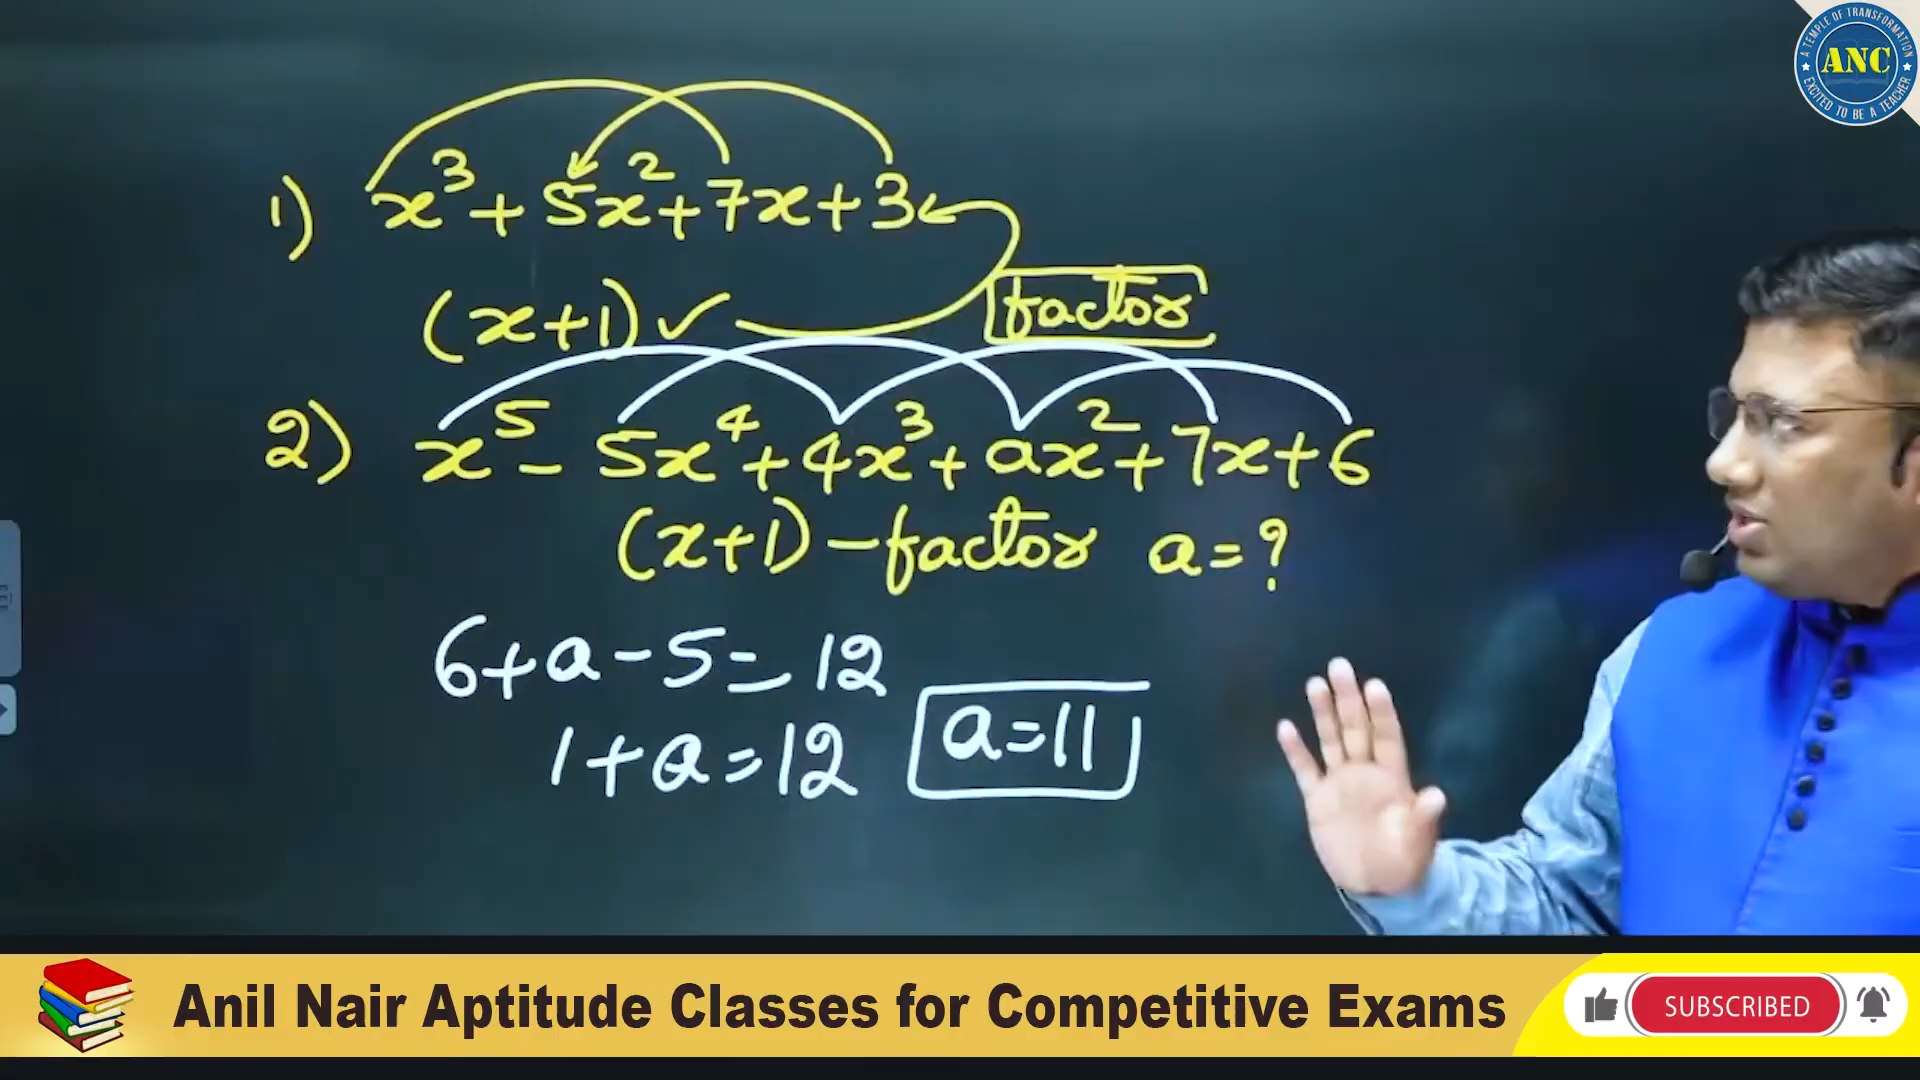 A TEMPLE OF TRANSFORMATION
ANC
EXCITED TO BE A TEACHER
1) x³ + 5x² + 7x + 3
(x+1) ✓ factor
2) x⁵ - 5x⁴ + 4x³ + ax² + 7x + 6
(x+1) - factor a = ?
6 + a - 5 = 12
1 + a = 12 a = 11
Anil Nair Aptitude Classes for Competitive Exams
SUBSCRIBED